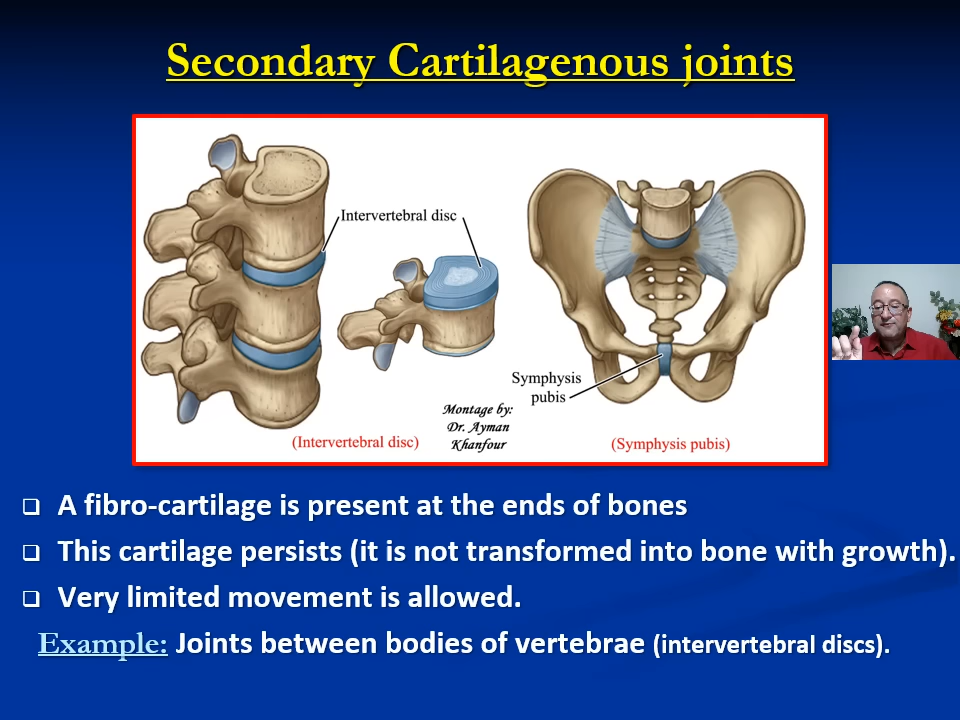 Secondary Cartilagenous joints
Intervertebral disc
Symphysis
pubis
Montage by:
Dr. Ayman
Khanfour
(Intervertebral disc)
(Symphysis pubis)
A fibro-cartilage is present at the ends of bones
This cartilage persists (it is not transformed into bone with growth).
Very limited movement is allowed.
Example: Joints between bodies of vertebrae (intervertebral discs).